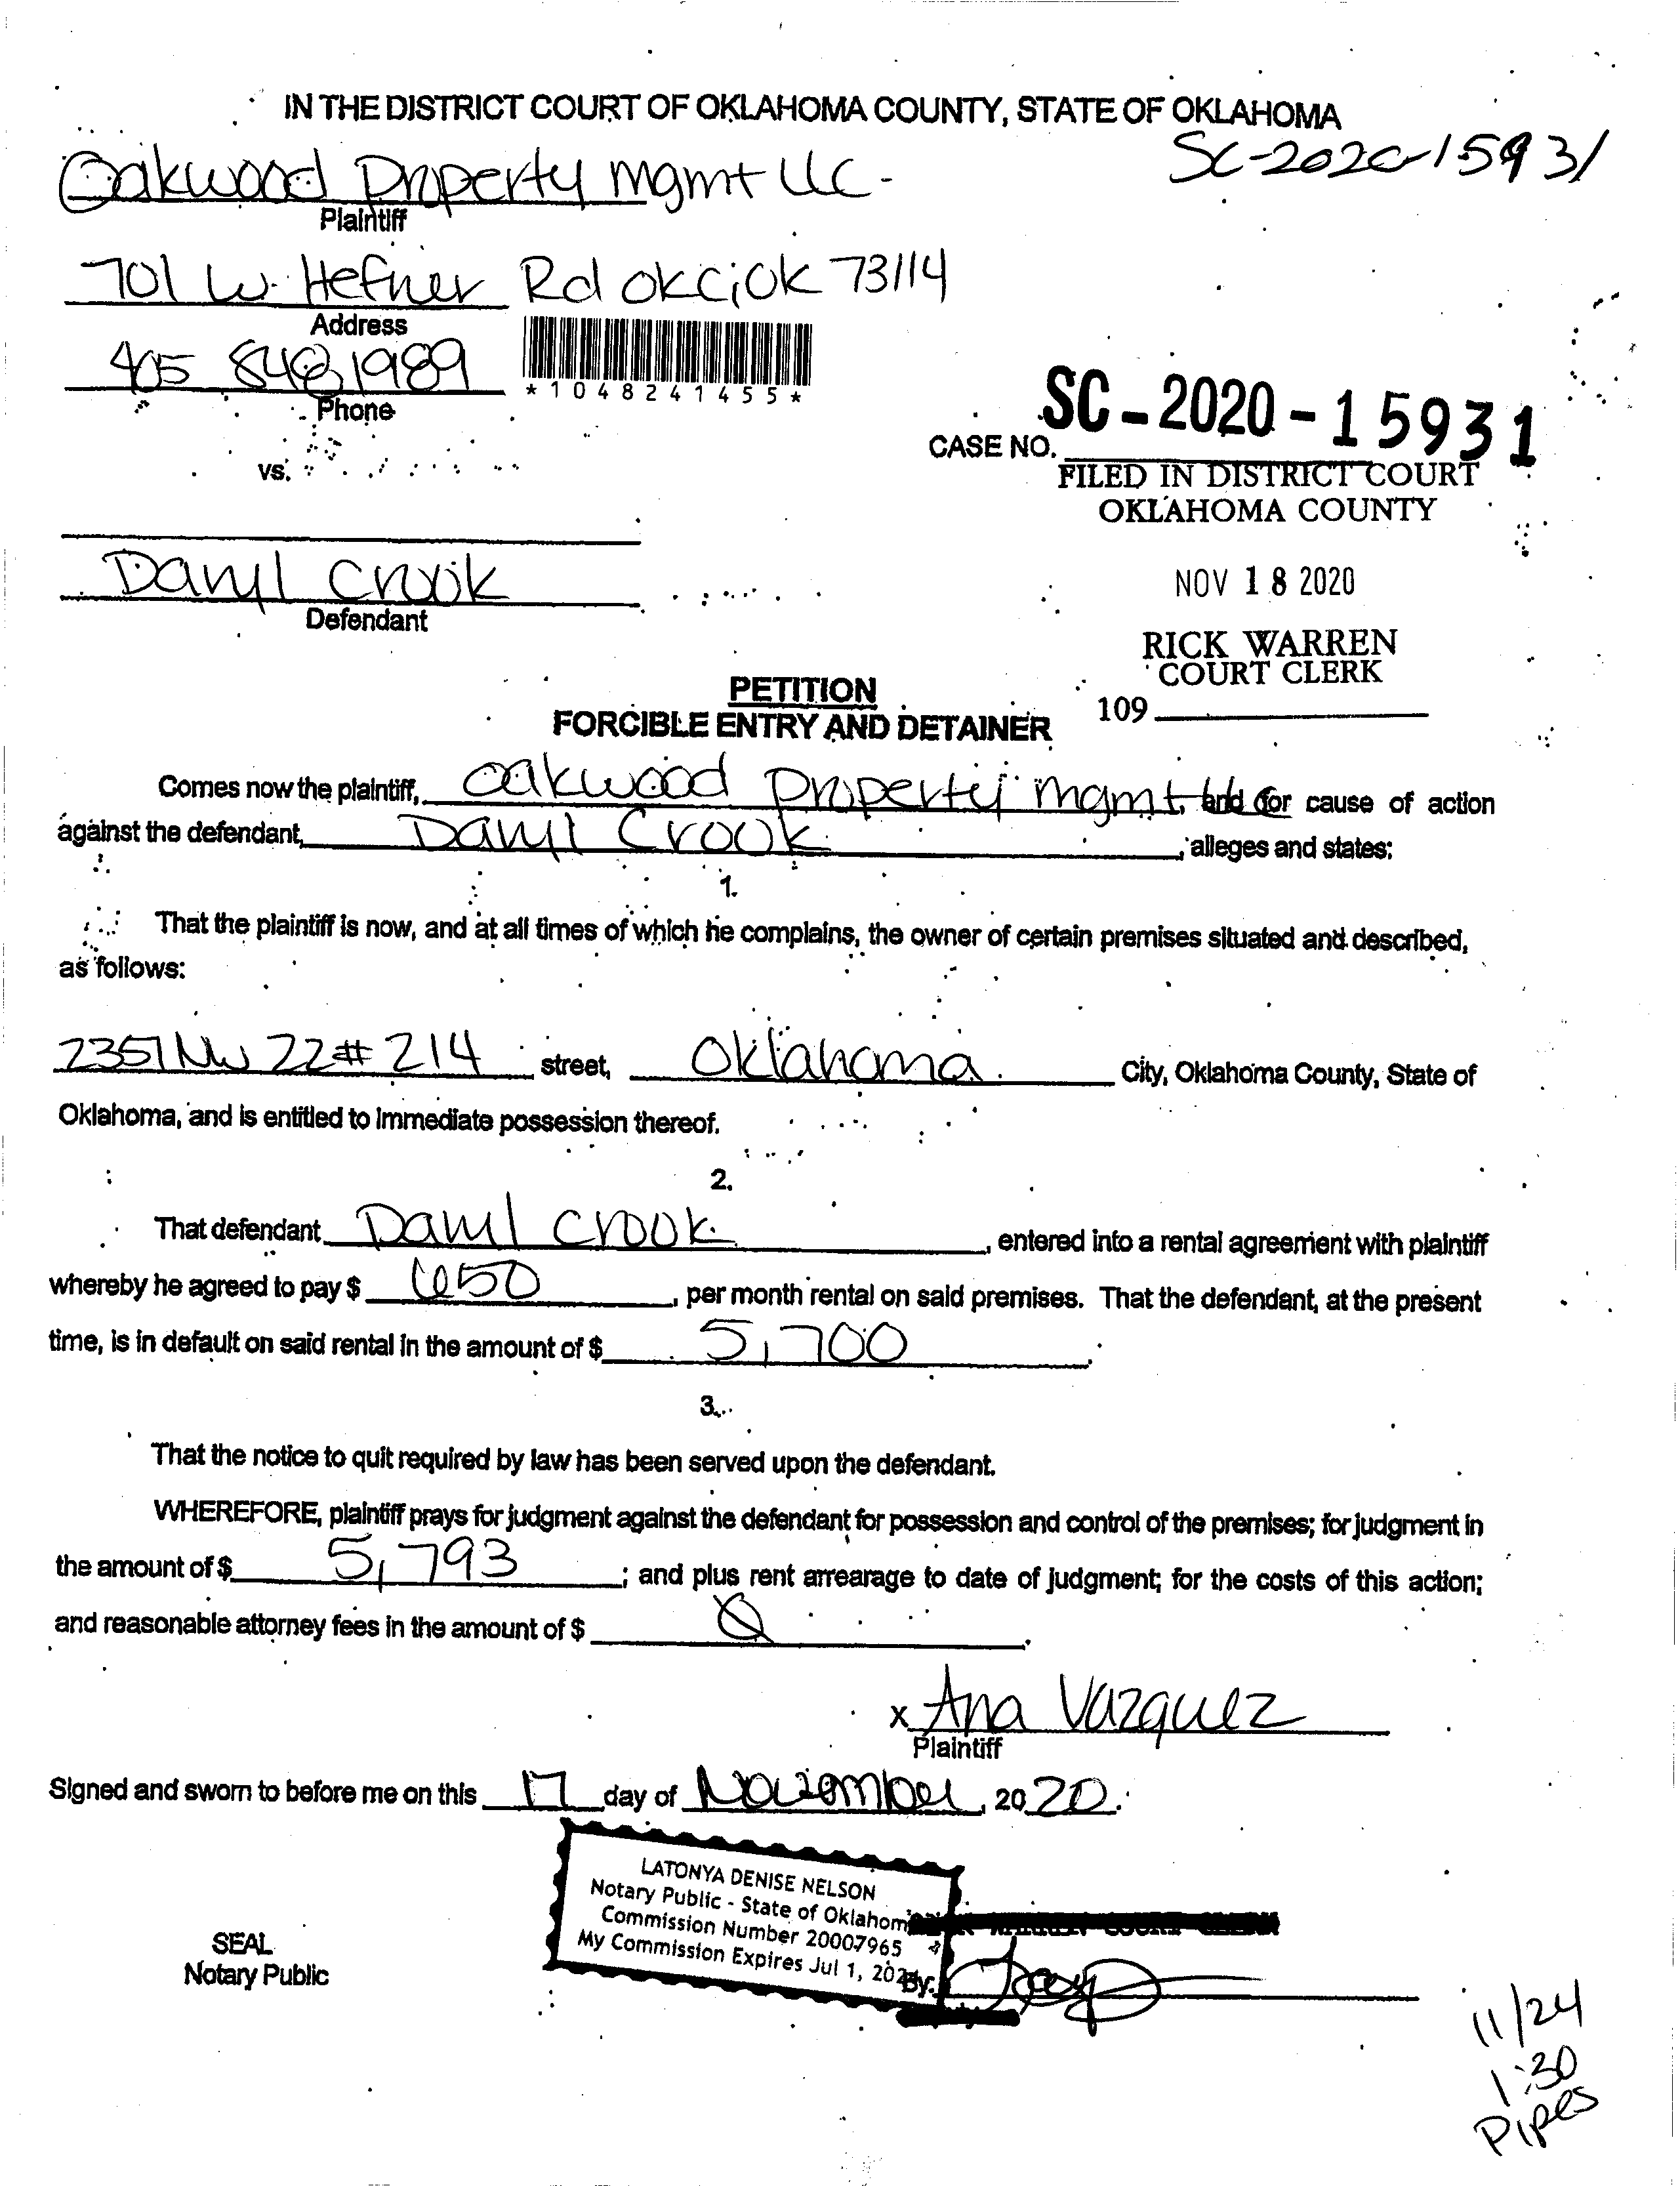 IN THE DISTRICT COURT OF OKLAHOMA COUNTY, STATE OF OKLAHOMA
SC-2020-15931
Oakwood Property Mgmt LLC -
Plaintiff
701 W. Hefner Rd OKC, OK 73114
Address
405 848 1989
Phone
*1048241455*
SC-2020-15931
CASE NO.
FILED IN DISTRICT COURT
OKLAHOMA COUNTY
vs.
NOV 18 2020
Daryl Crook
Defendant
RICK WARREN
COURT CLERK
109
PETITION
FORCIBLE ENTRY AND DETAINER
Comes now the plaintiff, Oakwood Property Mgmt LLC and for cause of action
against the defendant, Daryl Crook, alleges and states:
1.
That the plaintiff is now, and at all times of which he complains, the owner of certain premises situated and described,
as follows:
2351 NW 22 # 214 street, Oklahoma City, Oklahoma County, State of
Oklahoma, and is entitled to immediate possession thereof.
2.
That defendant Daryl Crook, entered into a rental agreement with plaintiff
whereby he agreed to pay $ 650, per month rental on said premises. That the defendant, at the present
time, is in default on said rental in the amount of $ 5,700.
3.
That the notice to quit required by law has been served upon the defendant.
WHEREFORE, plaintiff prays for judgment against the defendant for possession and control of the premises; for judgment in
the amount of $ 5,793; and plus rent arrearage to date of judgment; for the costs of this action;
and reasonable attorney fees in the amount of $ Ø.
x Ana Vazquez
Plaintiff
Signed and sworn to before me on this 17 day of November, 2020.
LATONYA DENISE NELSON
Notary Public - State of Oklahoma
Commission Number 20007965
My Commission Expires Jul 1, 2024
SEAL
Notary Public
By:
11/24
1:30
Pipes